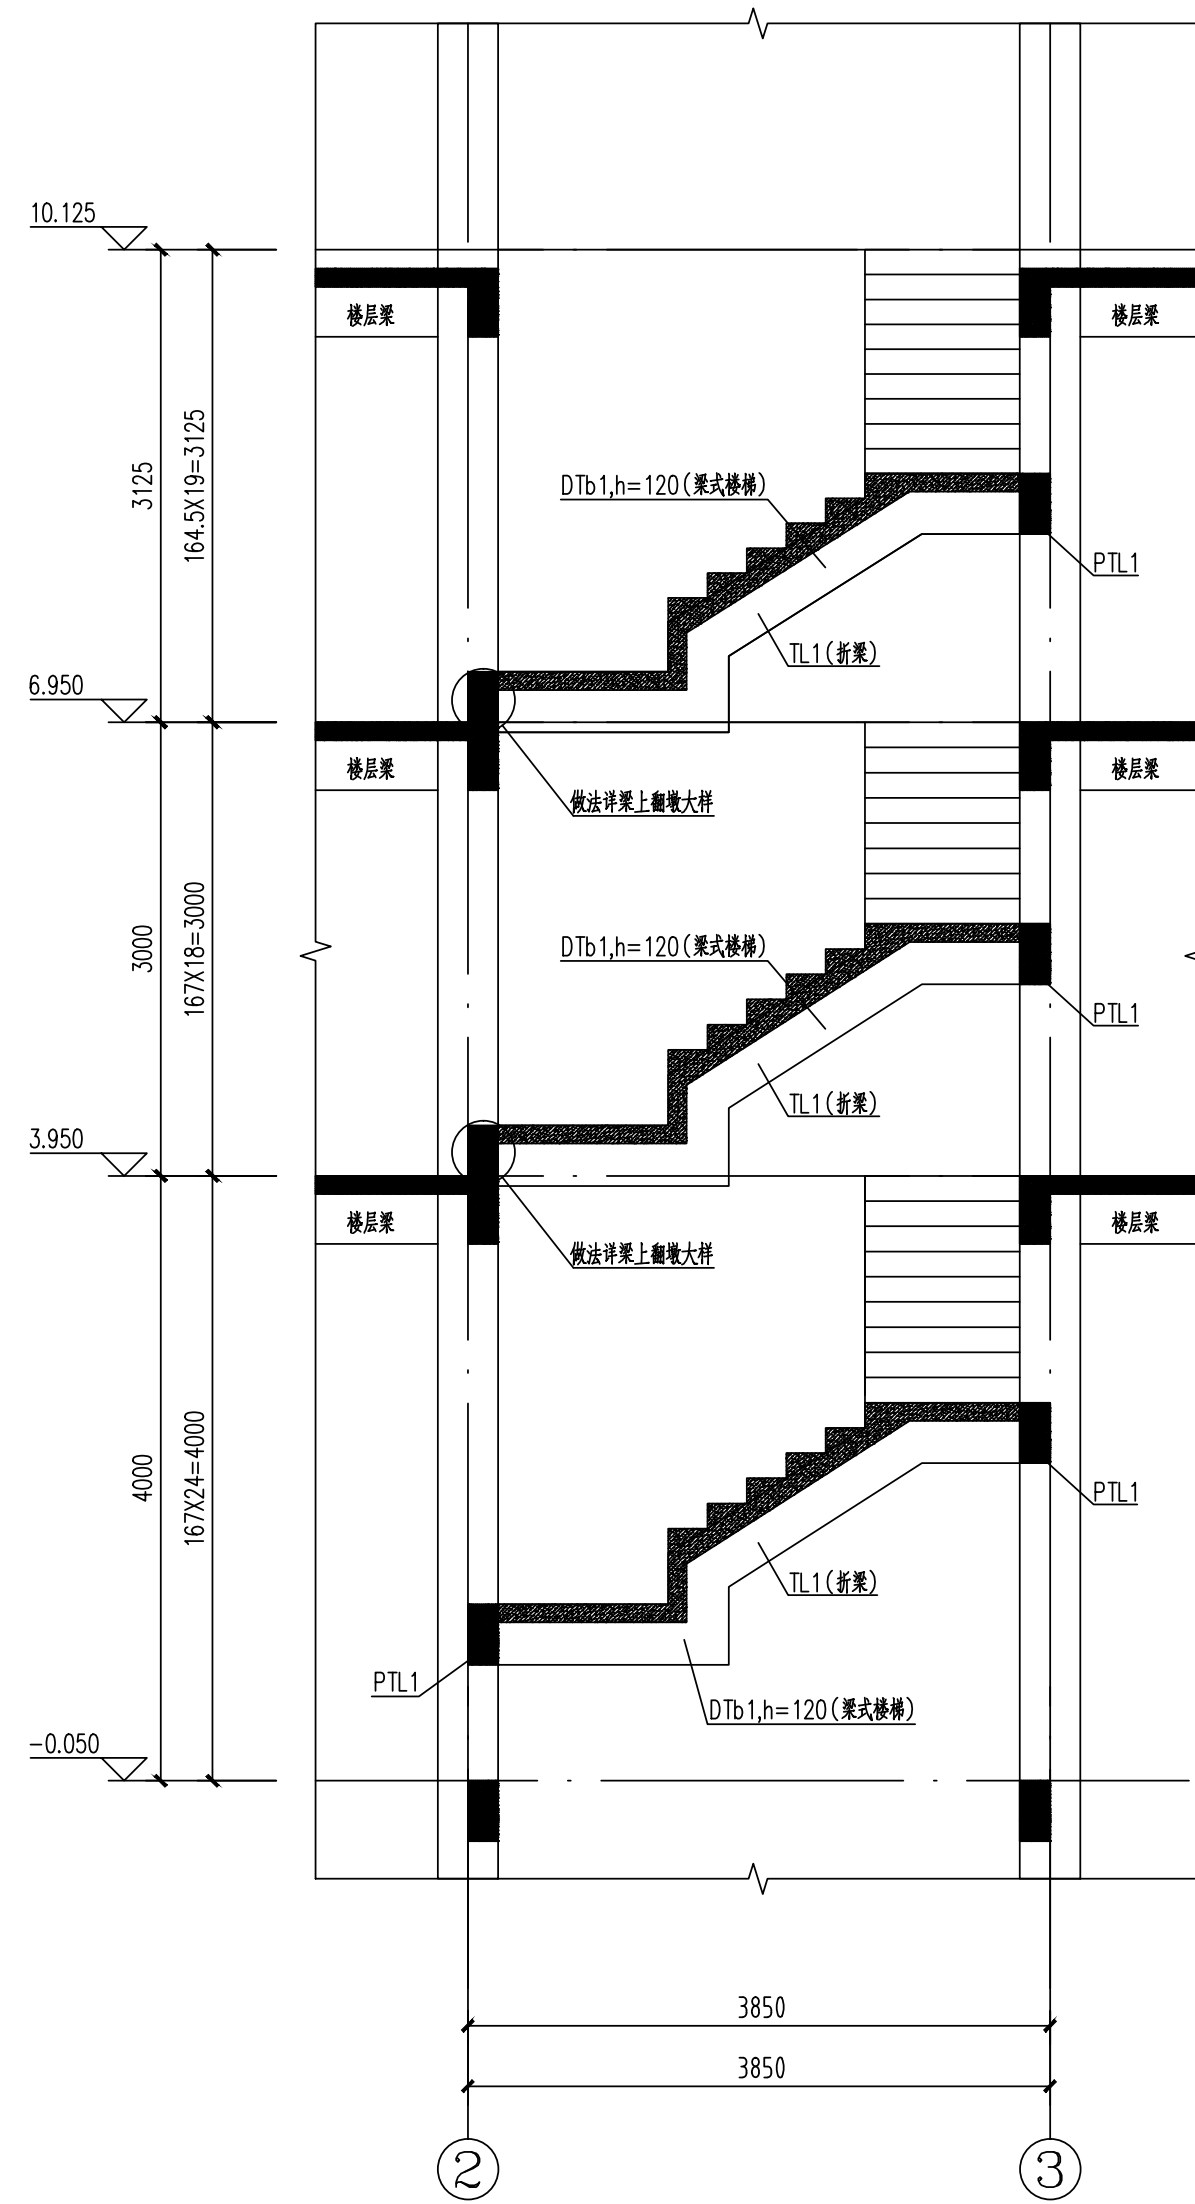 10.125
楼层梁
楼层梁
3125
164.5X19=3125
DTb1,h=120(梁式楼梯)
PTL1
TL1(折梁)
6.950
楼层梁
楼层梁
做法详梁上翻墩大样
3000
167X18=3000
DTb1,h=120(梁式楼梯)
PTL1
TL1(折梁)
3.950
楼层梁
楼层梁
做法详梁上翻墩大样
4000
167X24=4000
PTL1
TL1(折梁)
PTL1
DTb1,h=120(梁式楼梯)
-0.050
3850
3850
2
3